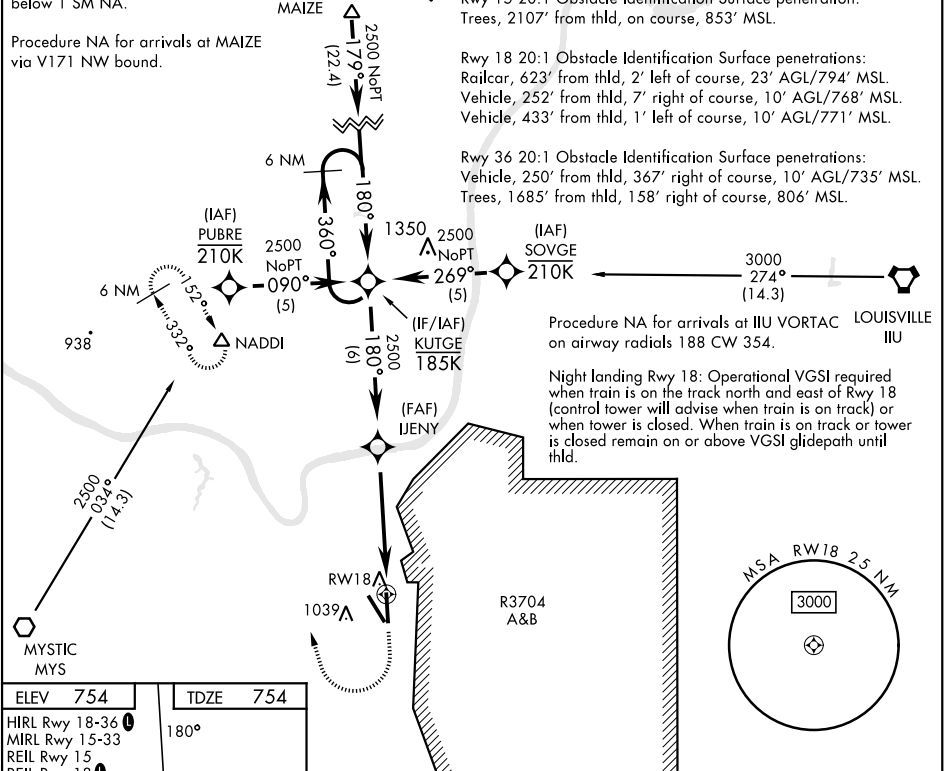 below 1 SM NA.
Procedure NA for arrivals at MAIZE
via V171 NW bound.
MAIZE
2500 NoPT
179°
(22.4)
Trees, 2107' from thld, on course, 853' MSL.
Rwy 18 20:1 Obstacle Identification Surface penetrations:
Railcar, 623' from thld, 2' left of course, 23' AGL/794' MSL.
Vehicle, 252' from thld, 7' right of course, 10' AGL/768' MSL.
Vehicle, 433' from thld, 1' left of course, 10' AGL/771' MSL.
Rwy 36 20:1 Obstacle Identification Surface penetrations:
Vehicle, 250' from thld, 367' right of course, 10' AGL/735' MSL.
Trees, 1685' from thld, 158' right of course, 806' MSL.
6 NM
180°
360°
(IAF)
PUBRE
210K
2500
NoPT
090°
(5)
1350
2500
NoPT
269°
(5)
(IAF)
SOVGE
210K
3000
274°
(14.3)
LOUISVILLE
IIU
6 NM
152°
332°
NADDI
938
(IF/IAF)
KUTGE
185K
2500
180°
(6)
Procedure NA for arrivals at IIU VORTAC
on airway radials 188 CW 354.
Night landing Rwy 18: Operational VGSI required
when train is on the track north and east of Rwy 18
(control tower will advise when train is on track) or
when tower is closed. When train is on track or tower
is closed remain on or above VGSI glidepath until
thld.
(FAF)
IJENY
2500
034°
(14.3)
MYSTIC
MYS
RW18
1039
R3704
A&B
MSA RW18 25 NM
3000
ELEV 754
TDZE 754
HIRL Rwy 18-36 L
MIRL Rwy 15-33
REIL Rwy 15
180°